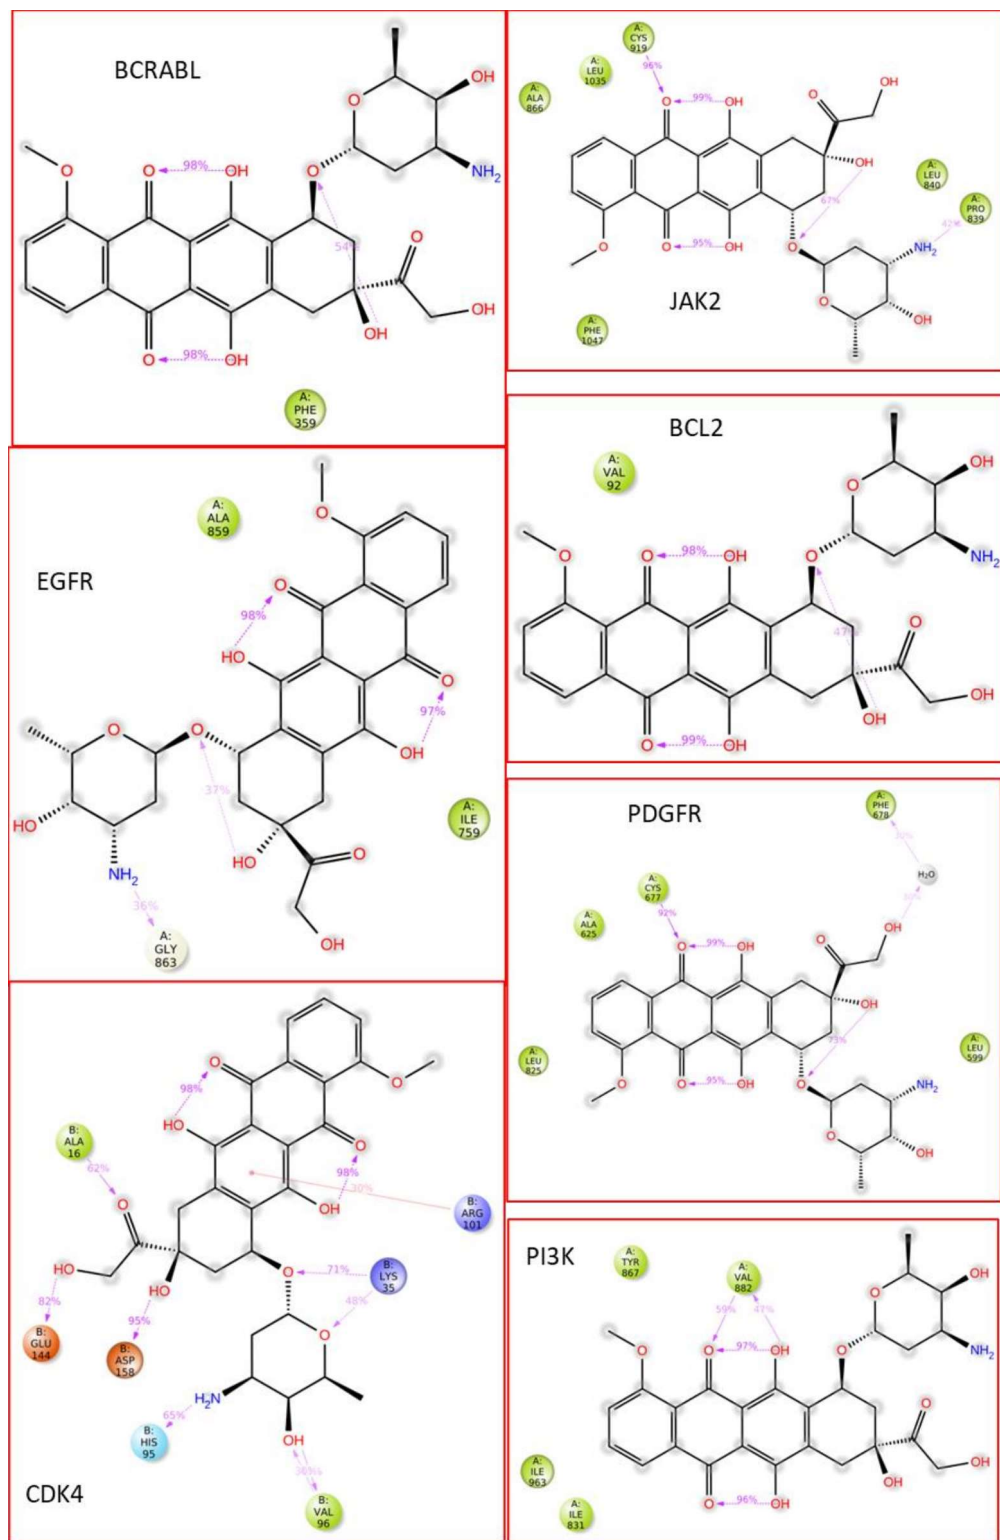 BCRABL
OH
O
O
NH₂
98%
O
O
OH
O
54%
O
OH
OH
98%
O
OH
A:
PHE
359
A:
CYS
919
A:
LEU
1035
A:
ALA
866
96%
99%
O
OH
O
OH
OH
67%
A:
LEU
840
A:
PRO
839
42%
O
O
95%
OH
O
NH₂
O
OH
JAK2
A:
PHE
1047
BCL2
A:
VAL
92
OH
O
O
NH₂
O
O
98%
OH
47%
O
OH
OH
O
99%
OH
EGFR
A:
ALA
859
O
O
98%
HO
O
97%
OH
O
O
HO
37%
HO
O
NH₂
36%
A:
GLY
863
OH
A:
ILE
759
PDGFR
A:
PHE
678
H₂O
A:
CYS
677
92%
A:
ALA
625
OH
O
O
99%
OH
OH
73%
A:
LEU
825
A:
LEU
599
O
O
95%
OH
O
NH₂
O
OH
CDK4
O
O
98%
HO
O
98%
30%
OH
B:
ALA
16
62%
O
B:
ARG
101
HO
HO
O
71%
B:
LYS
35
48%
82%
95%
O
B:
GLU
144
B:
ASP
158
H₂N
65%
B:
HIS
95
OH
B:
VAL
96
PI3K
A:
TYR
867
A:
VAL
882
59%
47%
OH
O
O
NH₂
O
O
97%
OH
O
OH
OH
A:
ILE
963
A:
ILE
831
O
96%
OH